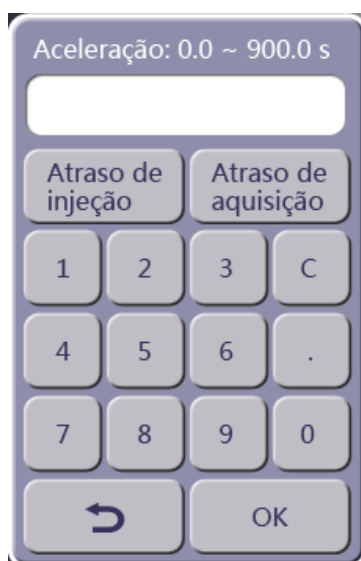 Aceleração: 0.0 ~ 900.0 s
Atraso de
injeção
Atraso de
aquisição
1 2 3 C
4 5 6 .
7 8 9 0
OK